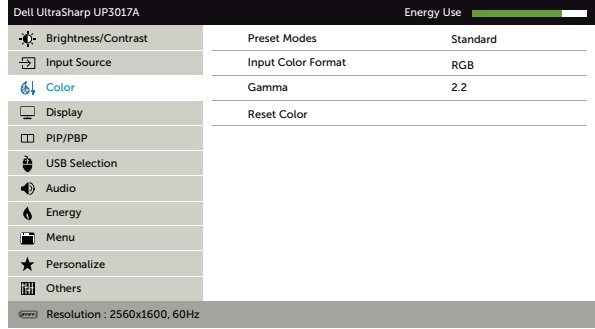 Dell UltraSharp UP3017A Energy Use
Brightness/Contrast Preset Modes Standard
Input Source Input Color Format RGB
Color Gamma 2.2
Display Reset Color
PIP/PBP
USB Selection
Audio
Energy
Menu
Personalize
Others
Resolution : 2560x1600, 60Hz